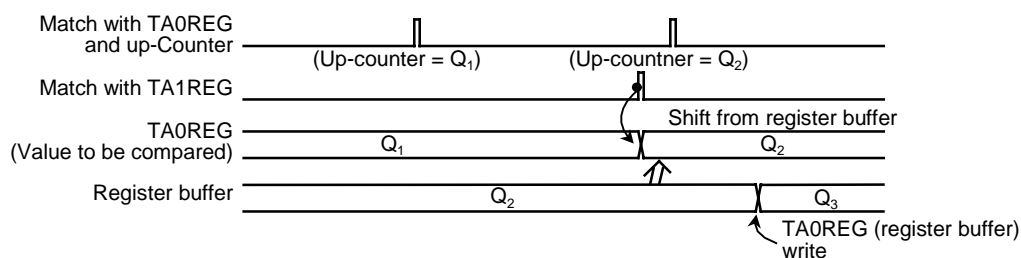 Match with TA0REG
and up-Counter
(Up-counter = Q₁) (Up-countner = Q₂)
Match with TA1REG
Shift from register buffer
TA0REG
(Value to be compared)
Q₁ Q₂
Register buffer
Q₂ Q₃
TA0REG (register buffer)
write